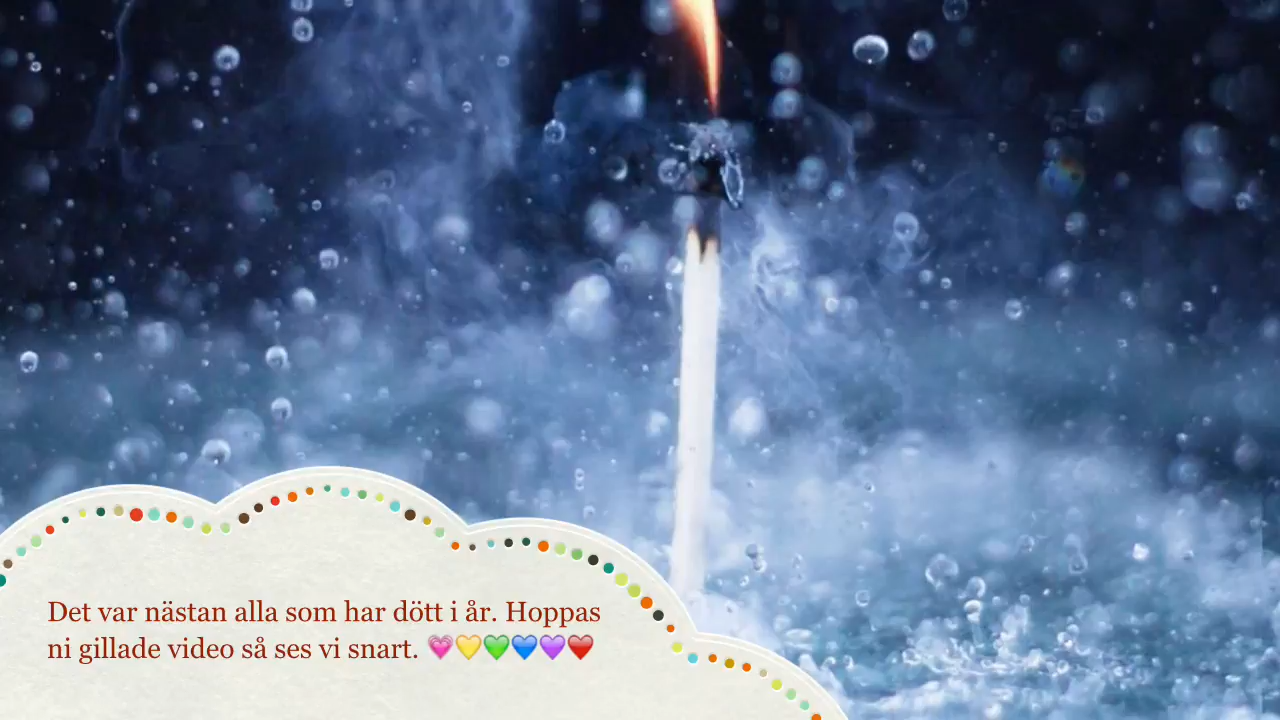 Det var nästan alla som har dött i år. Hoppas
ni gillade video så ses vi snart. 💗💛💚💙💜❤️